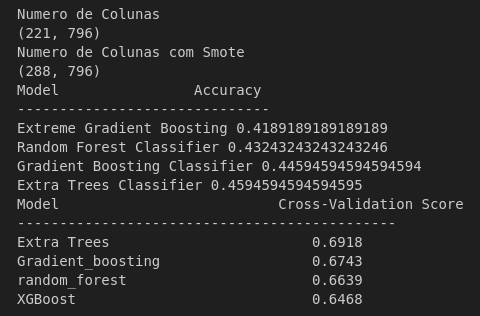 Numero de Colunas
(221, 796)
Numero de Colunas com Smote
(288, 796)
Model                Accuracy
------------------------------
Extreme Gradient Boosting 0.4189189189189189
Random Forest Classifier 0.43243243243243246
Gradient Boosting Classifier 0.44594594594594594
Extra Trees Classifier 0.4594594594594595
Model                          Cross-Validation Score
---------------------------------------------
Extra Trees                        0.6918
Gradient_boosting                  0.6743
random_forest                      0.6639
XGBoost                            0.6468